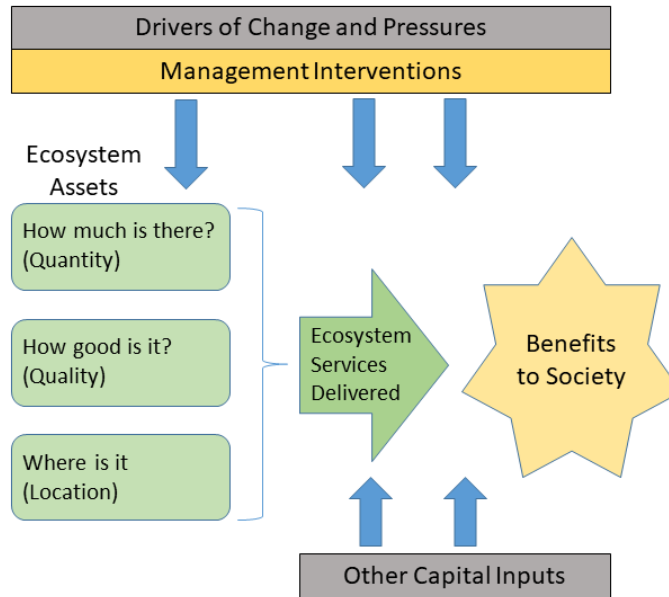 Drivers of Change and Pressures
Management Interventions
Ecosystem
Assets
How much is there?
(Quantity)
How good is it?
(Quality)
Where is it
(Location)
Ecosystem
Services
Delivered
Benefits
to Society
Other Capital Inputs